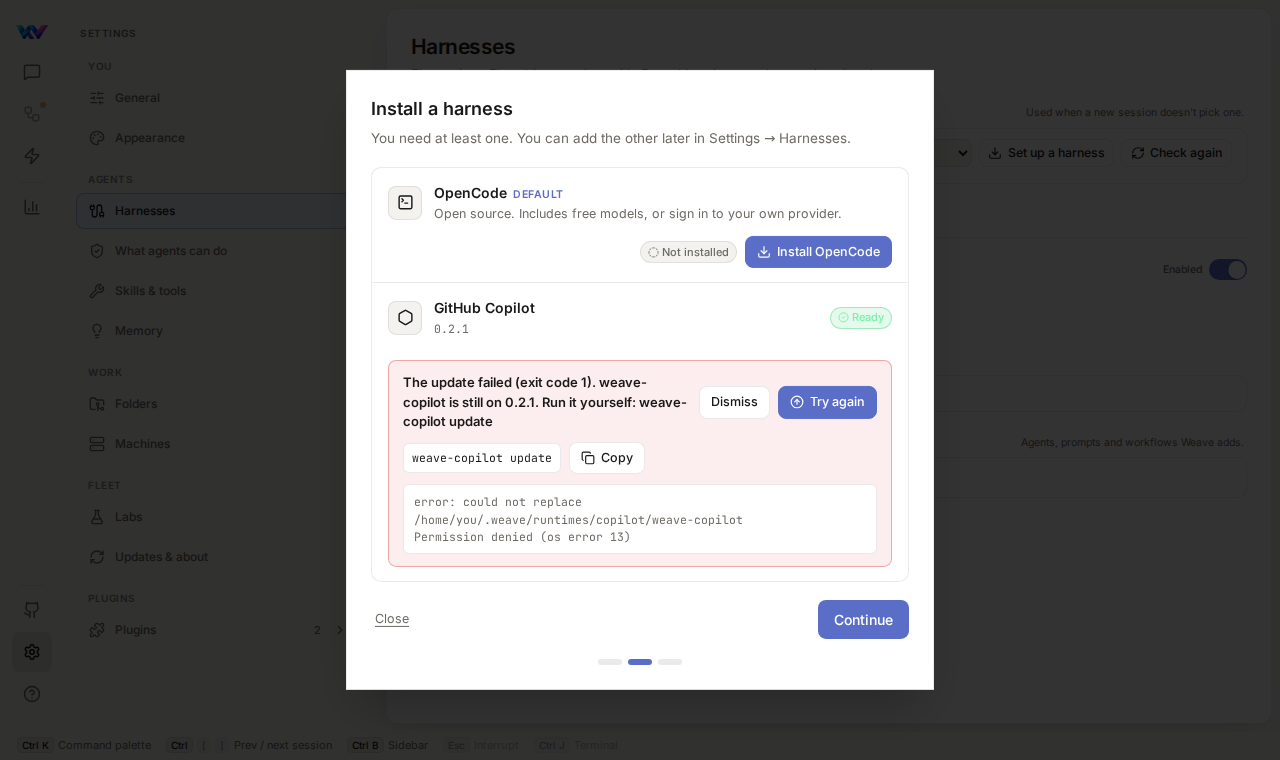 SETTINGS
YOU
General
Appearance
AGENTS
Harnesses
What agents can do
Skills & tools
Memory
WORK
Folders
Machines
FLEET
Labs
Updates & about
PLUGINS
Plugins 2
Harnesses
Used when a new session doesn't pick one.
Set up a harness
Check again
Enabled
Agents, prompts and workflows Weave adds.
Install a harness
You need at least one. You can add the other later in Settings → Harnesses.
OpenCode DEFAULT
Open source. Includes free models, or sign in to your own provider.
Not installed
Install OpenCode
GitHub Copilot
0.2.1
Ready
The update failed (exit code 1). weave-
copilot is still on 0.2.1. Run it yourself: weave-
copilot update
Dismiss
Try again
weave-copilot update
Copy
error: could not replace
/home/you/.weave/runtimes/copilot/weave-copilot
Permission denied (os error 13)
Close
Continue
Ctrl K Command palette Ctrl [ ] Prev / next session Ctrl B Sidebar Esc Interrupt Ctrl J Terminal